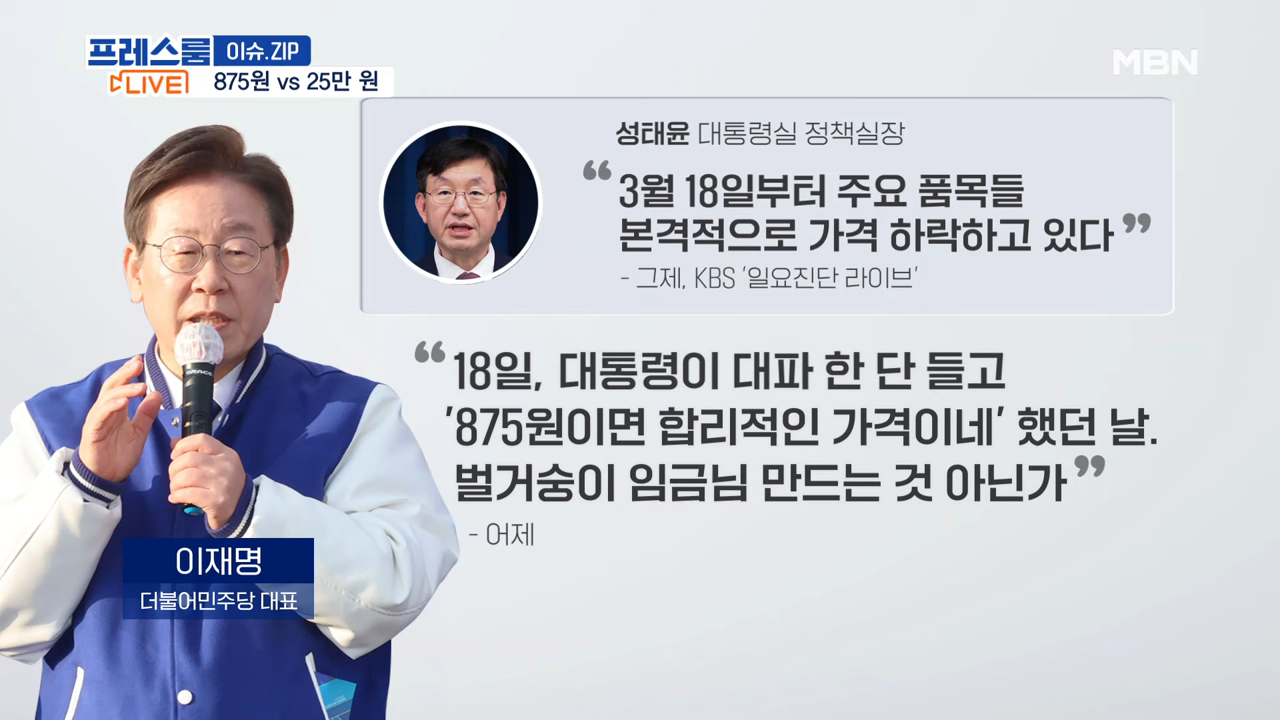 프레스룸 이슈.ZIP
LIVE! 875원 vs 25만 원
MBN
성태윤 대통령실 정책실장
“3월 18일부터 주요 품목들
본격적으로 가격 하락하고 있다”
- 그제, KBS '일요진단 라이브'
“18일, 대통령이 대파 한 단 들고
'875원이면 합리적인 가격이네' 했던 날.
벌거숭이 임금님 만드는 것 아닌가”
- 어제
이재명
더불어민주당 대표